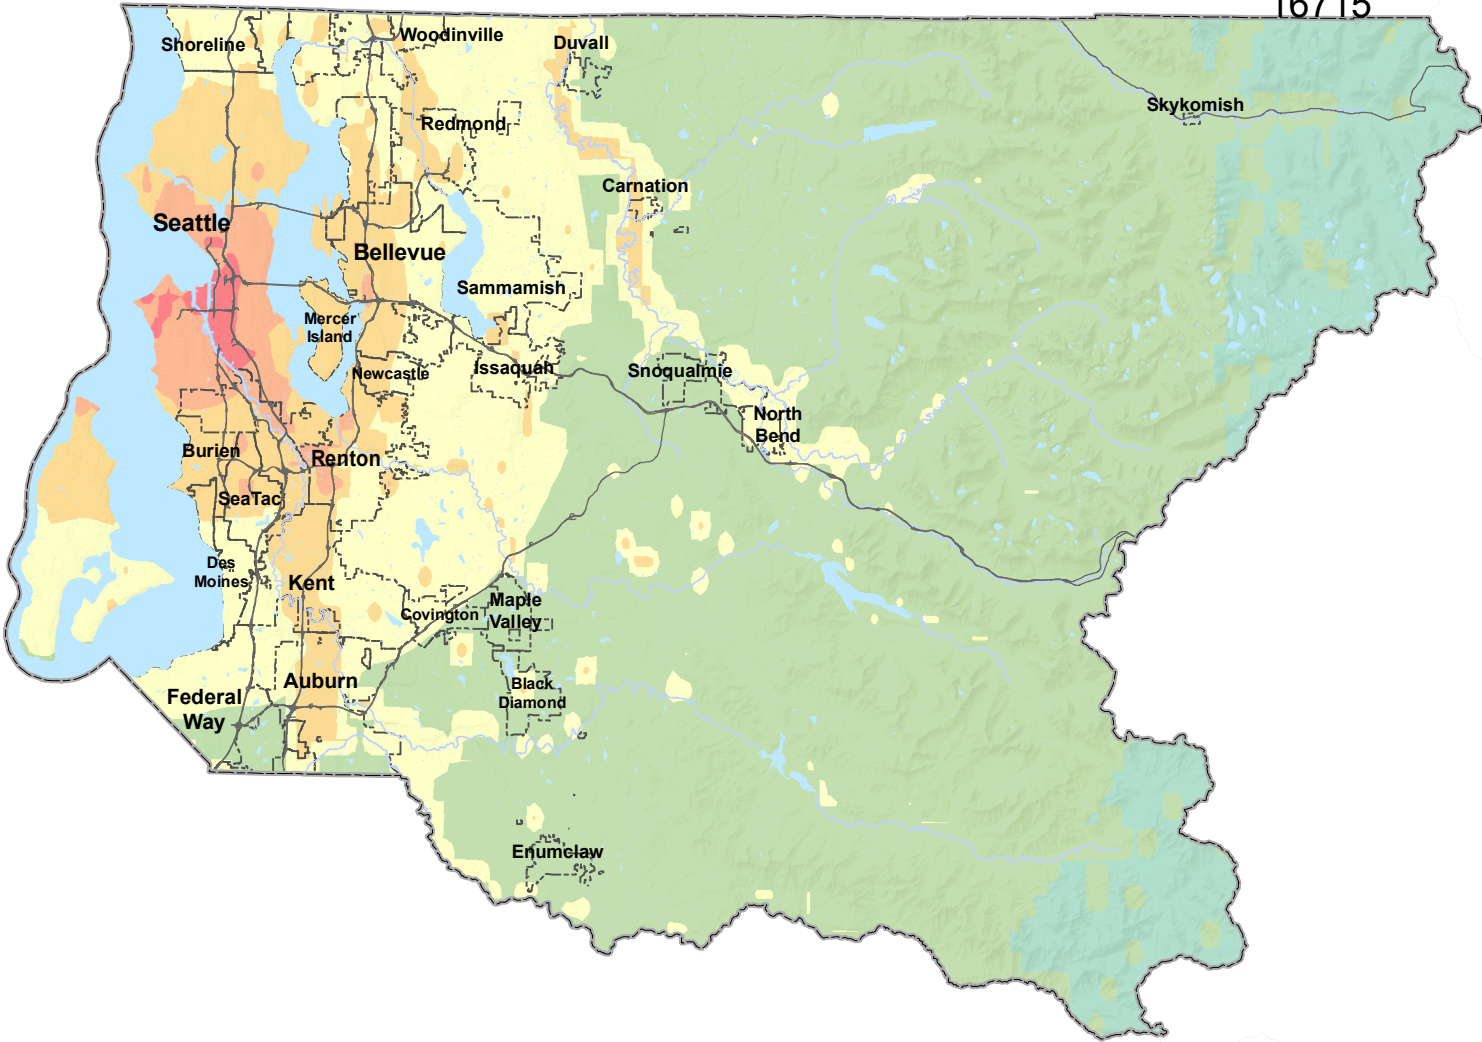 16715
Shoreline
Woodinville
Duvall
Skykomish
Redmond
Carnation
Seattle
Bellevue
Sammamish
Mercer
Island
Newcastle
Issaquah
Snoqualmie
North
Bend
Burien
Renton
SeaTac
Des
Moines
Kent
Covington
Maple
Valley
Auburn
Black
Diamond
Federal
Way
Enumclaw